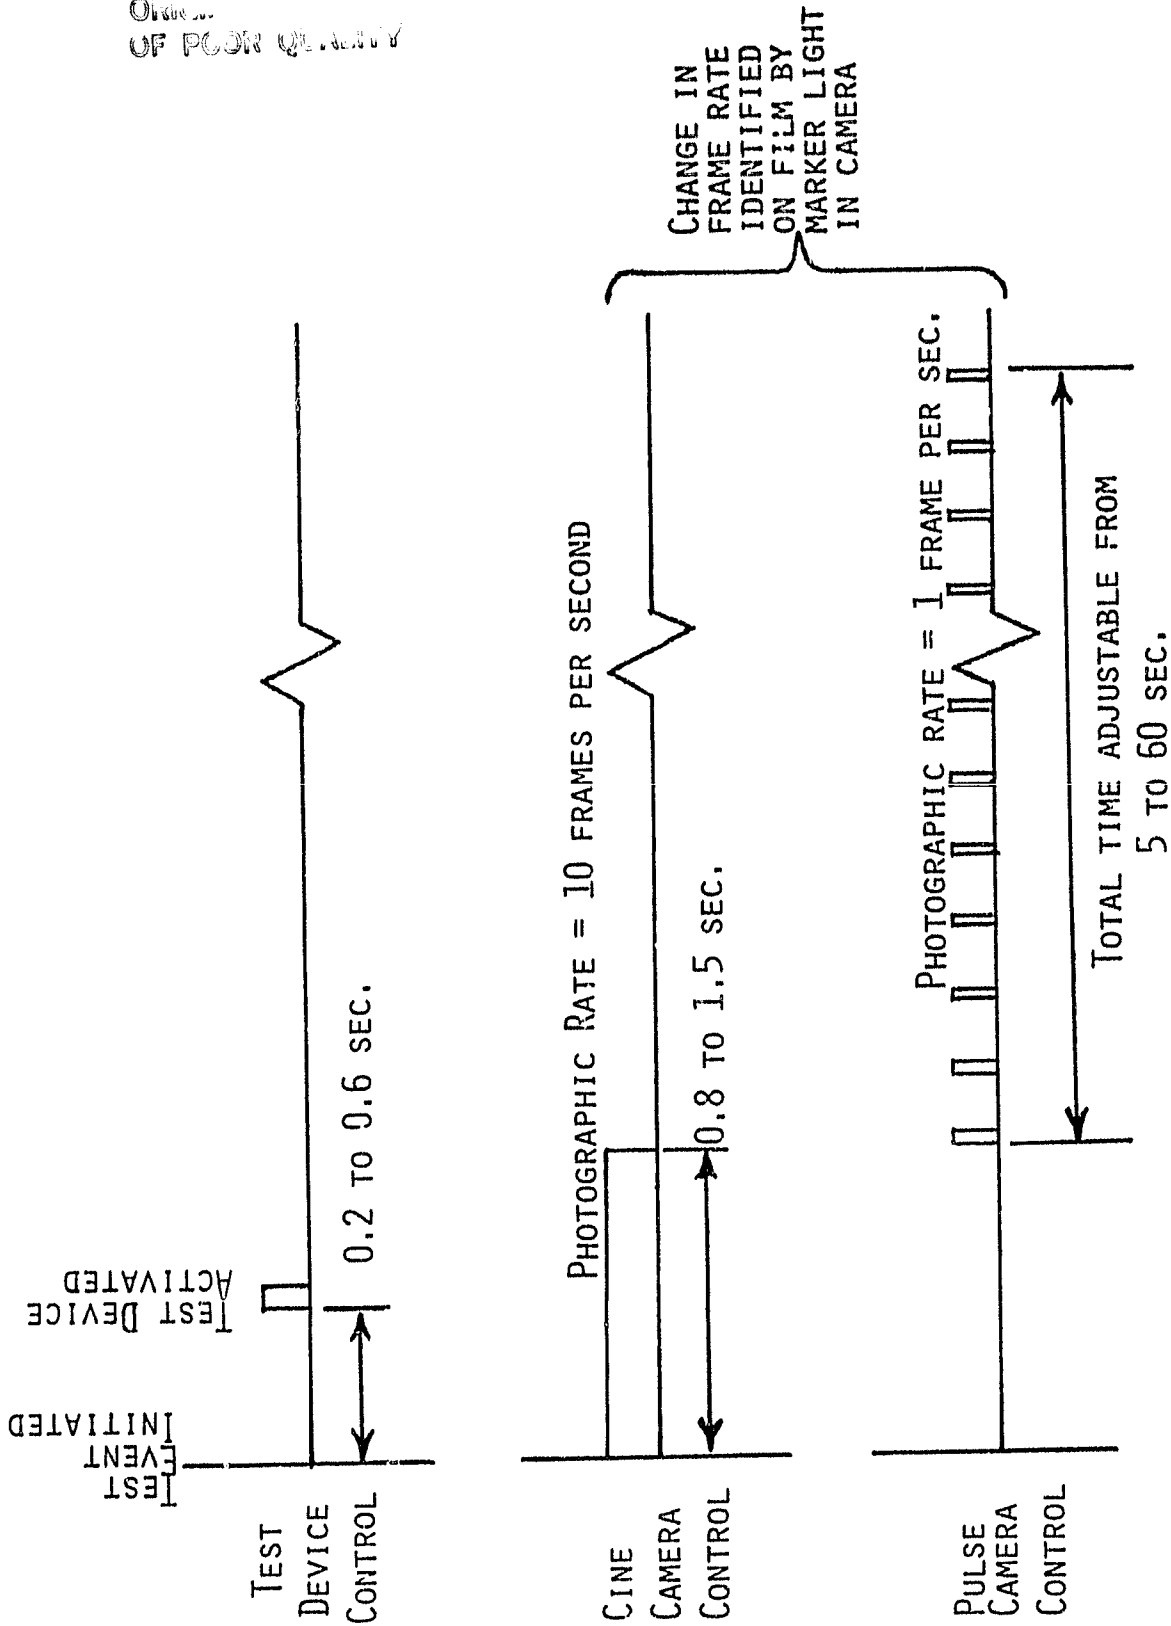 OF POOR QUALITY
TEST
EVENT
INITIATED
TEST DEVICE
ACTIVATED
TEST
DEVICE
CONTROL
0.2 TO 0.6 SEC.
PHOTOGRAPHIC RATE = 10 FRAMES PER SECOND
CINE
CAMERA
CONTROL
0.8 TO 1.5 SEC.
CHANGE IN
FRAME RATE
IDENTIFIED
ON FILM BY
MARKER LIGHT
IN CAMERA
PHOTOGRAPHIC RATE = 1 FRAME PER SEC.
PULSE
CAMERA
CONTROL
TOTAL TIME ADJUSTABLE FROM
5 TO 60 SEC.